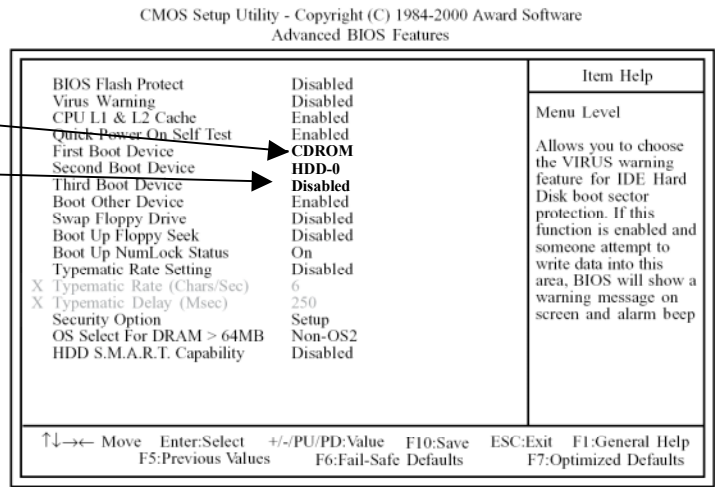 CMOS Setup Utility - Copyright (C) 1984-2000 Award Software
Advanced BIOS Features
BIOS Flash Protect Disabled
Virus Warning Disabled
CPU L1 & L2 Cache Enabled
Quick Power On Self Test Enabled
First Boot Device CDROM
Second Boot Device HDD-0
Third Boot Device Disabled
Boot Other Device Enabled
Swap Floppy Drive Disabled
Boot Up Floppy Seek Disabled
Boot Up NumLock Status On
Typematic Rate Setting Disabled
X Typematic Rate (Chars/Sec) 6
X Typematic Delay (Msec) 250
Security Option Setup
OS Select For DRAM > 64MB Non-OS2
HDD S.M.A.R.T. Capability Disabled
Item Help
Menu Level
Allows you to choose
the VIRUS warning
feature for IDE Hard
Disk boot sector
protection. If this
function is enabled and
someone attempt to
write data into this
area, BIOS will show a
warning message on
screen and alarm beep
↑↓→← Move Enter:Select +/-/PU/PD:Value F10:Save ESC:Exit F1:General Help
F5:Previous Values F6:Fail-Safe Defaults F7:Optimized Defaults